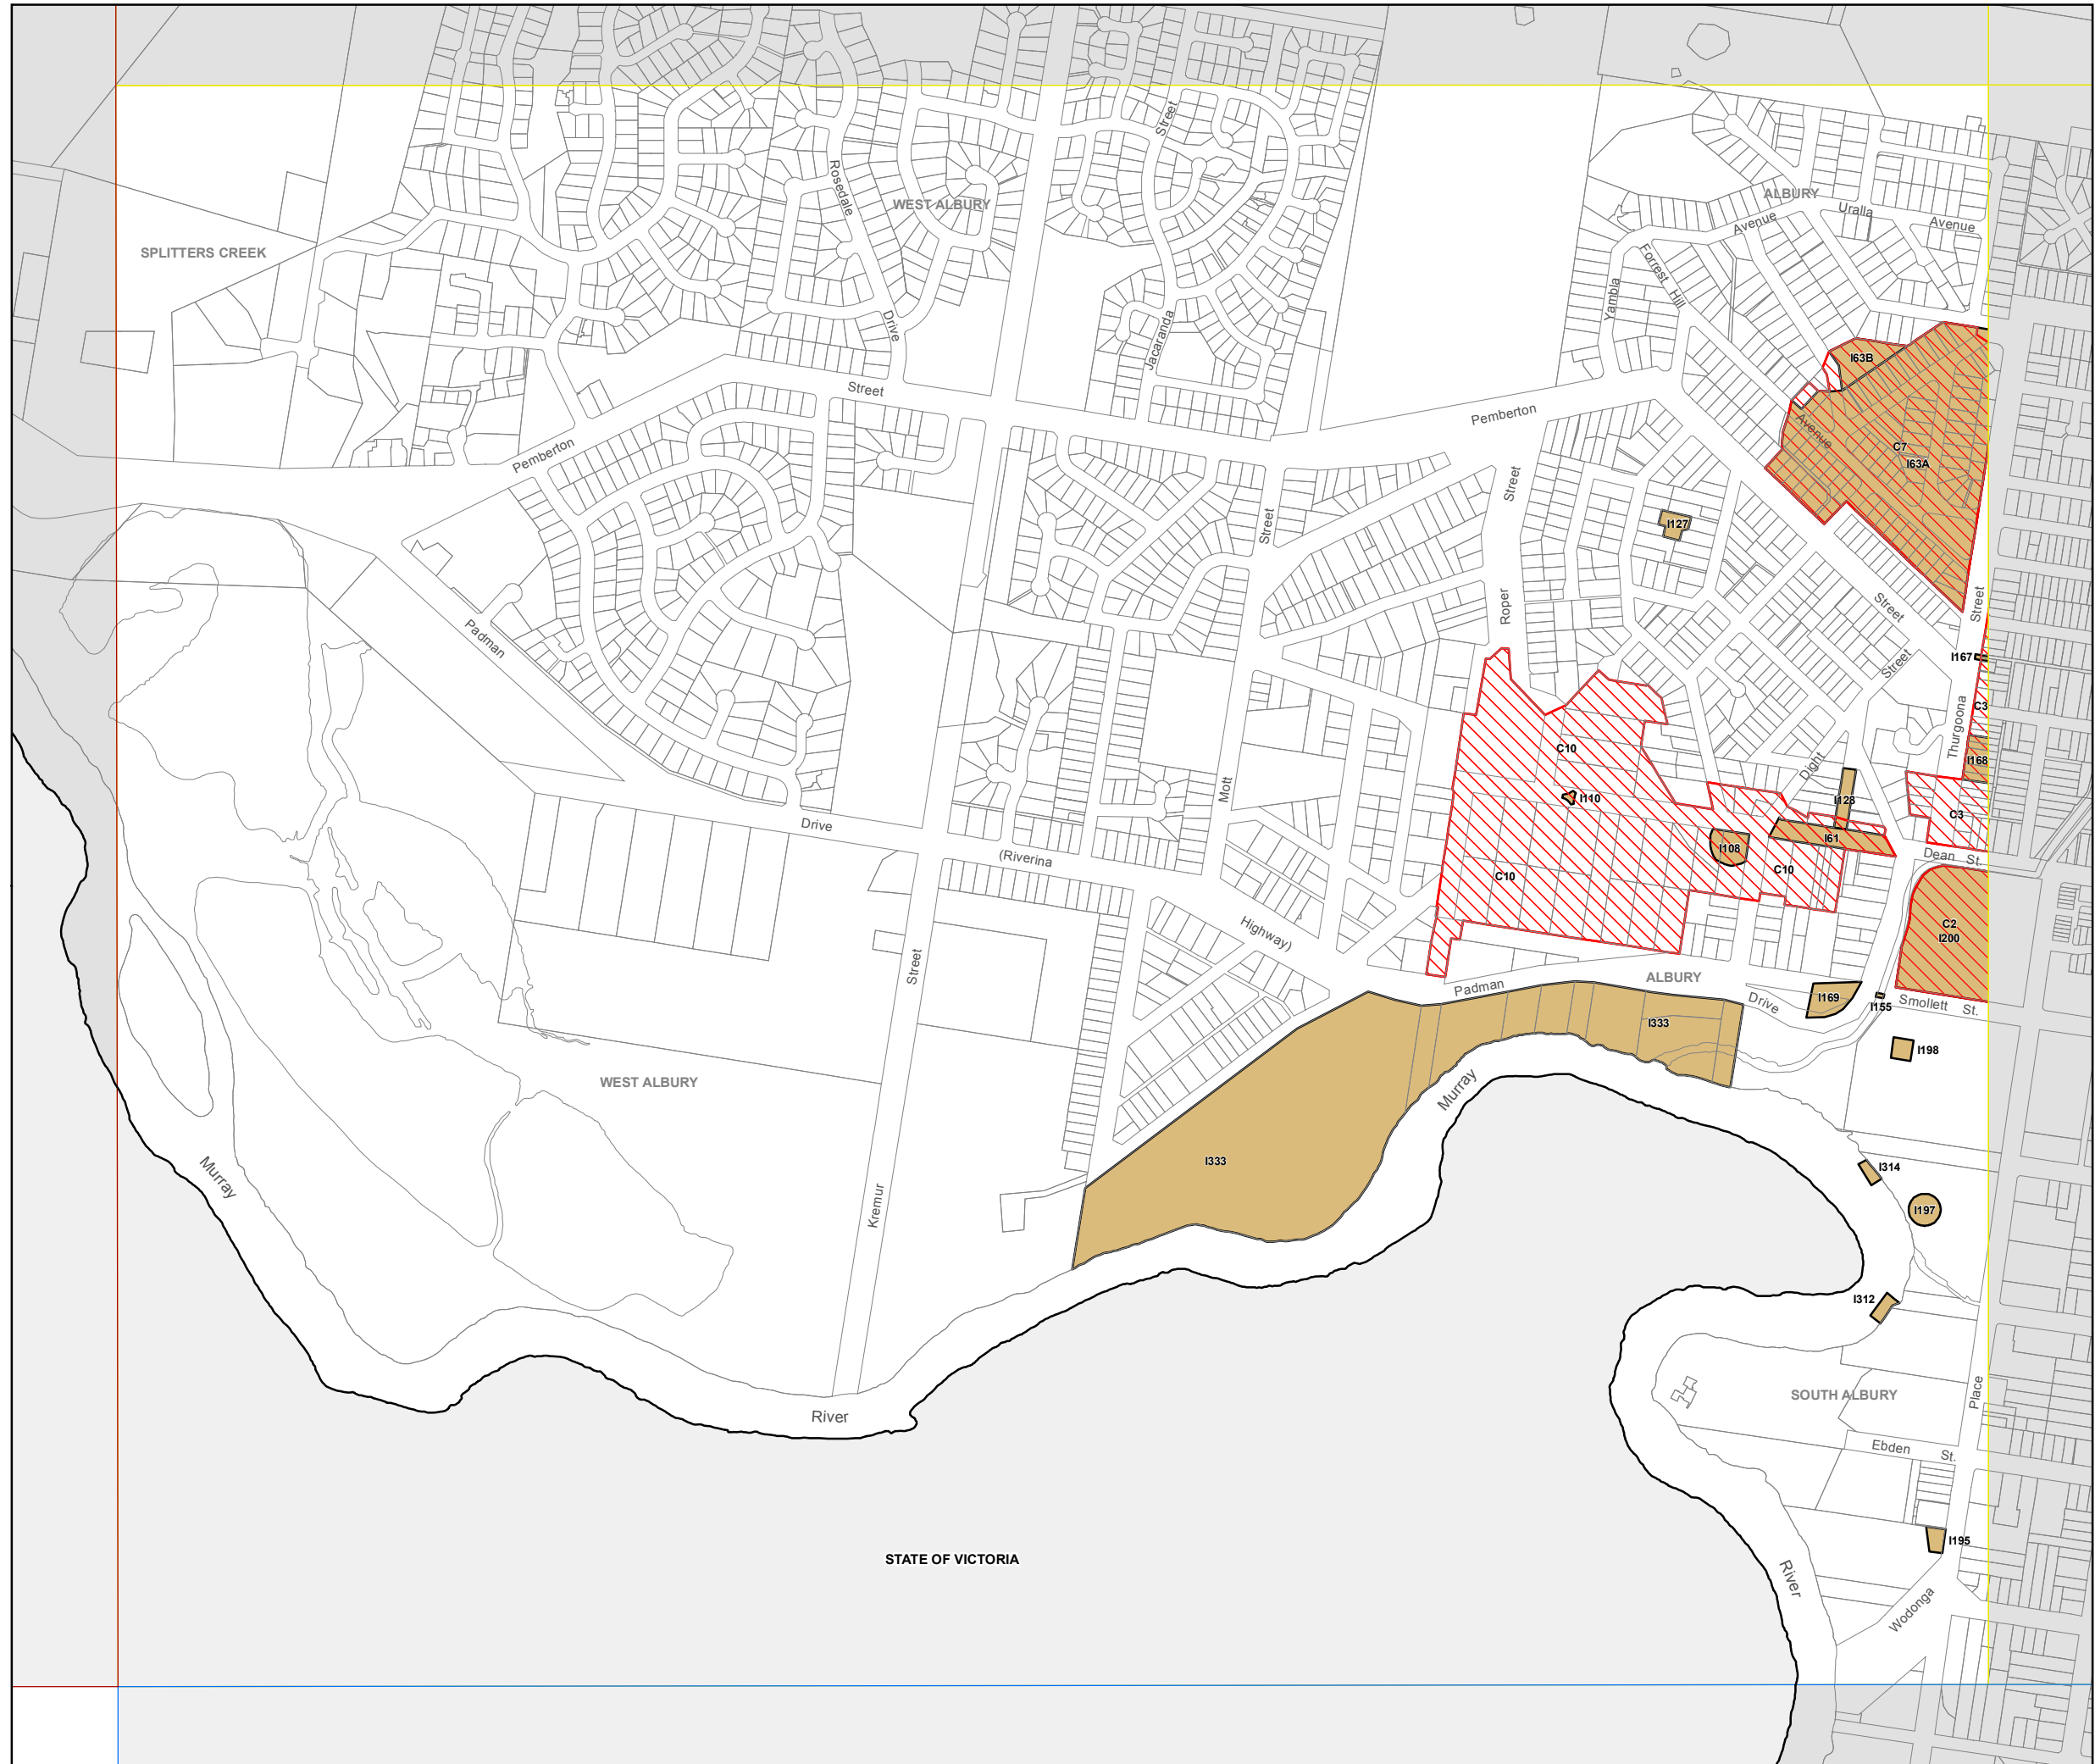 Street
Rosedale
WEST ALBURY
ALBURY
Uralla
Avenue
Avenue
SPLITTERS CREEK
Forrest Hill
Yambla
Drive
Jacaranda
I63B
Street
Pemberton
Avenue
C7
I63A
Pemberton
Street
Street
I127
Roper
Street
Street
Padman
Street
I167
C3
Thurgoona
C10
I168
Dight
Mott
I110
I128
C3
Drive
I61
(Riverina
I108
Dean St.
C10
C10
Highway)
C2
I200
Street
ALBURY
Padman
Drive
I169
I155
Smollett St.
I333
I198
WEST ALBURY
Murray
I333
I314
Murray
Kremur
I197
I312
SOUTH ALBURY
Place
River
Ebden St.
I195
STATE OF VICTORIA
River
Wodonga